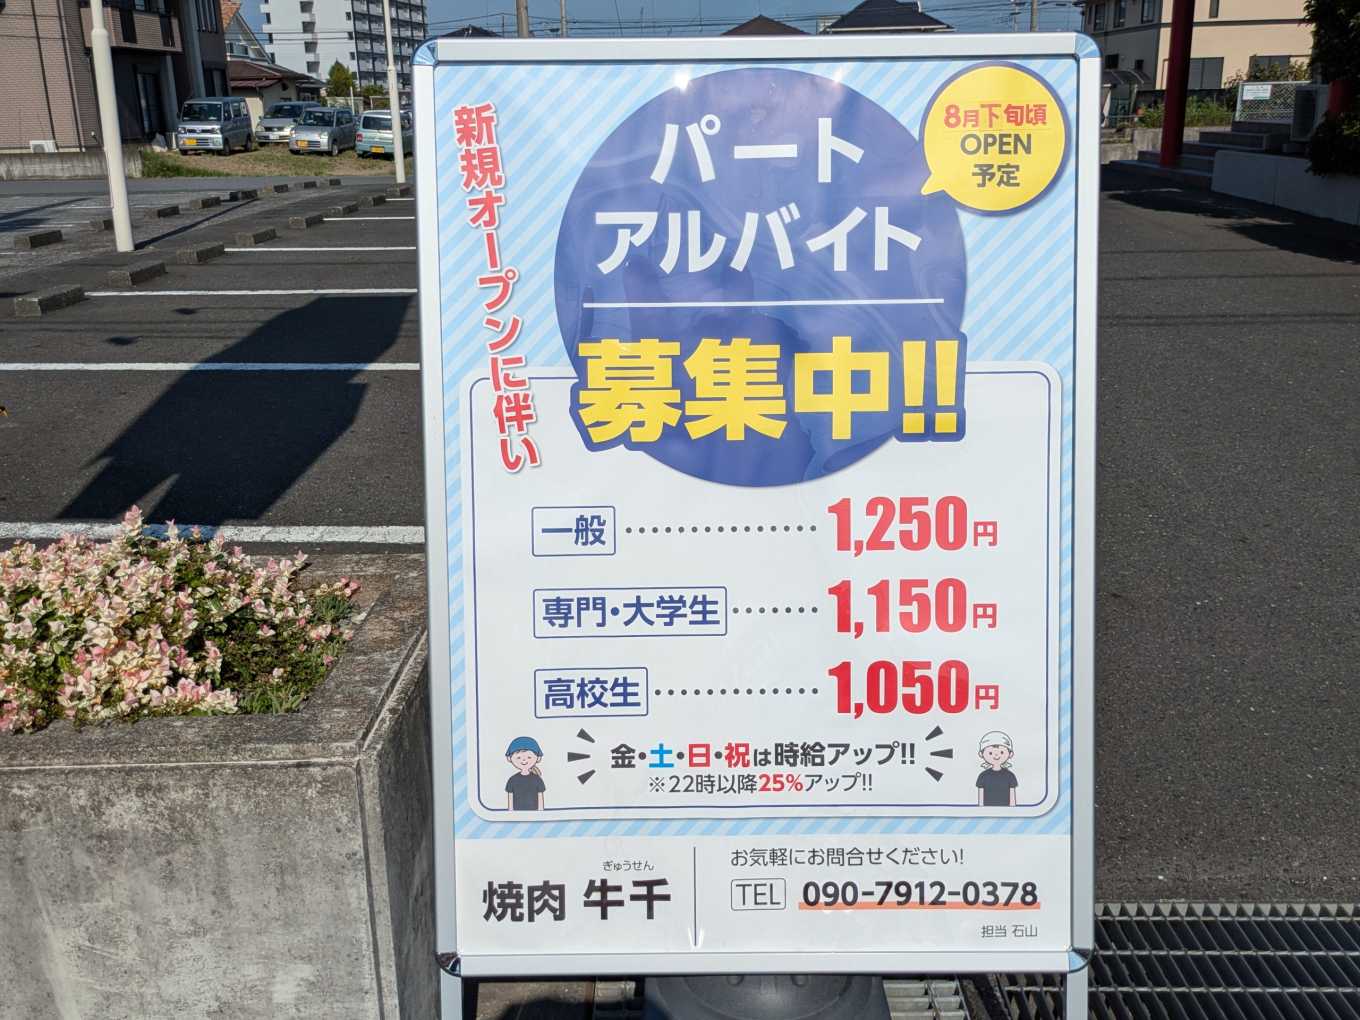 新規オープンに伴い
パート
アルバイト
募集中!!
8月下旬頃
OPEN
予定
一般 1,250円
専門・大学生 1,150円
高校生 1,050円
金・土・日・祝は時給アップ!!
※22時以降25%アップ!!
ぎゅうせん
焼肉 牛千
お気軽にお問合せください!
TEL 090-7912-0378
担当 石山